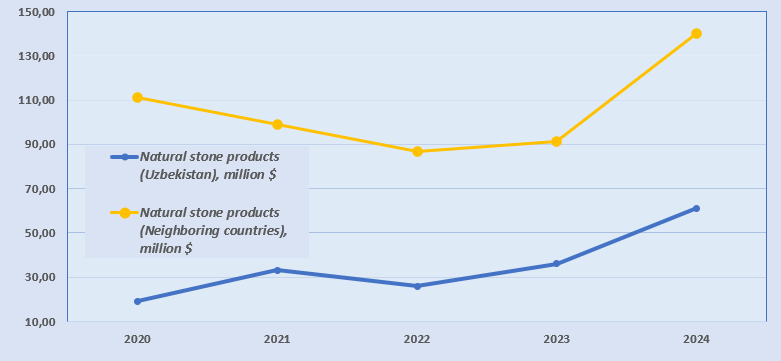 150,00
130,00
110,00
90,00
70,00
50,00
30,00
10,00
Natural stone products
(Uzbekistan), million $
Natural stone products
(Neighboring countries),
million $
2020 2021 2022 2023 2024